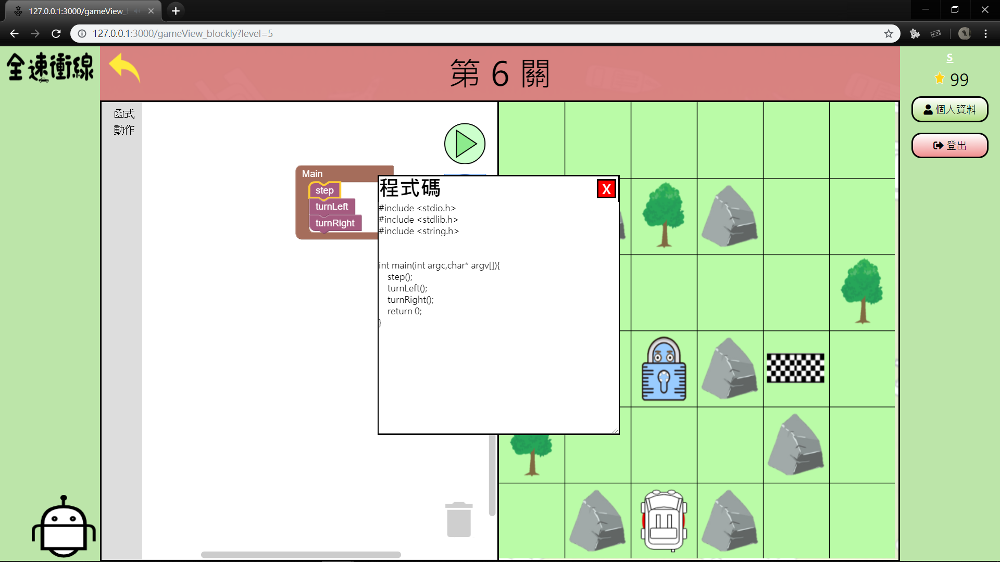 127.0.0.1:3000/gameView_
127.0.0.1:3000/gameView_blockly?level=5
全速衝線
第 6 關
S
99
個人資料
登出
函式
動作
Main
step
turnLeft
turnRight
程式碼
X
#include <stdio.h>
#include <stdlib.h>
#include <string.h>
int main(int argc,char* argv[]){
step();
turnLeft();
turnRight();
return 0;
}